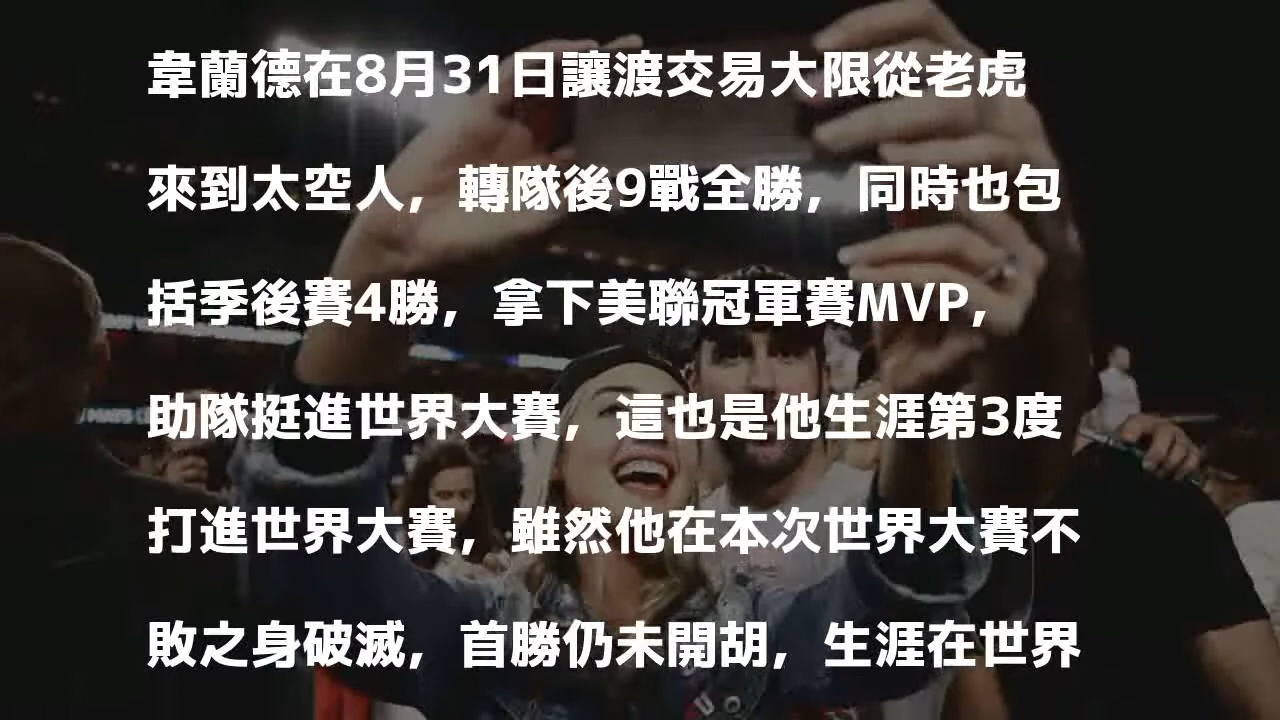 韋蘭德在8月31日讓渡交易大限從老虎
來到太空人，轉隊後9戰全勝，同時也包
括季後賽4勝，拿下美聯冠軍賽MVP，
助隊挺進世界大賽，這也是他生涯第3度
打進世界大賽，雖然他在本次世界大賽不
敗之身破滅，首勝仍未開胡，生涯在世界